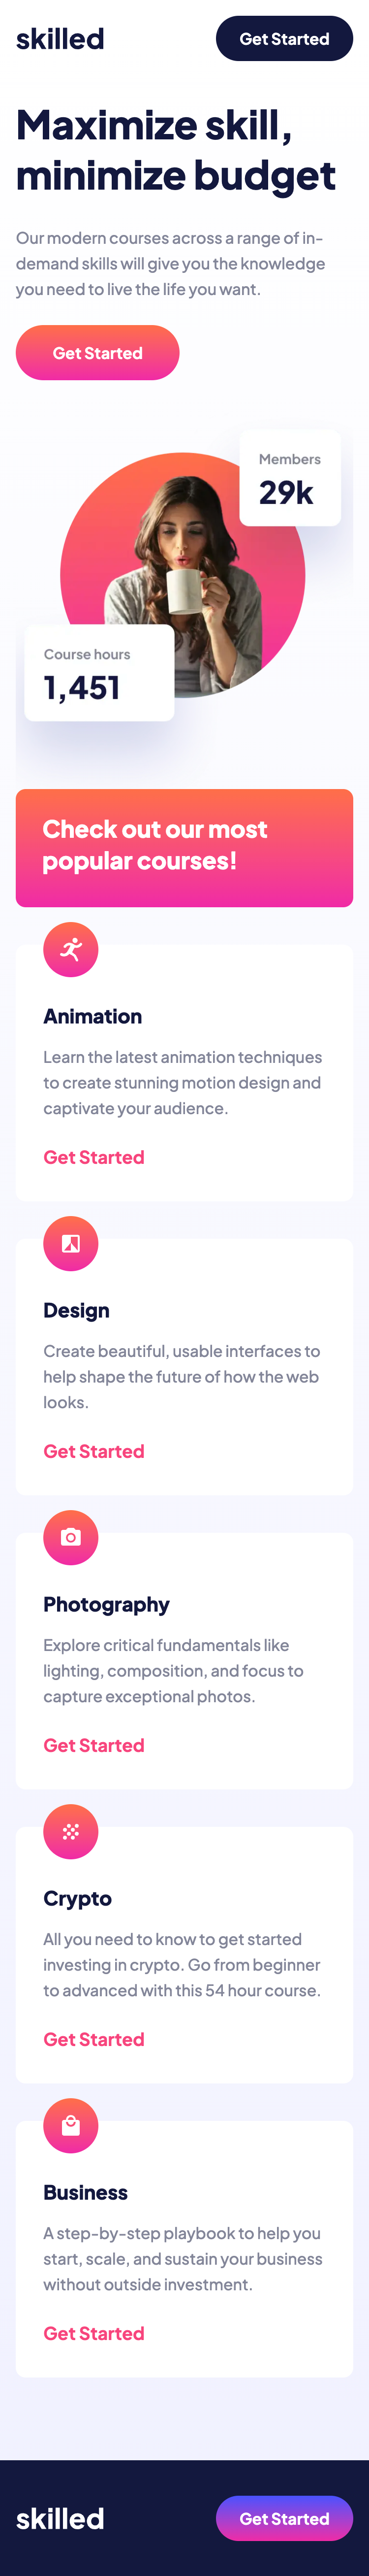 skilled
Get Started
Maximize skill,
minimize budget
Our modern courses across a range of in-
demand skills will give you the knowledge
you need to live the life you want.
Get Started
Members
29k
Course hours
1,451
Check out our most
popular courses!
Animation
Learn the latest animation techniques
to create stunning motion design and
captivate your audience.
Get Started
Design
Create beautiful, usable interfaces to
help shape the future of how the web
looks.
Get Started
Photography
Explore critical fundamentals like
lighting, composition, and focus to
capture exceptional photos.
Get Started
Crypto
All you need to know to get started
investing in crypto. Go from beginner
to advanced with this 54 hour course.
Get Started
Business
A step-by-step playbook to help you
start, scale, and sustain your business
without outside investment.
Get Started
skilled
Get Started